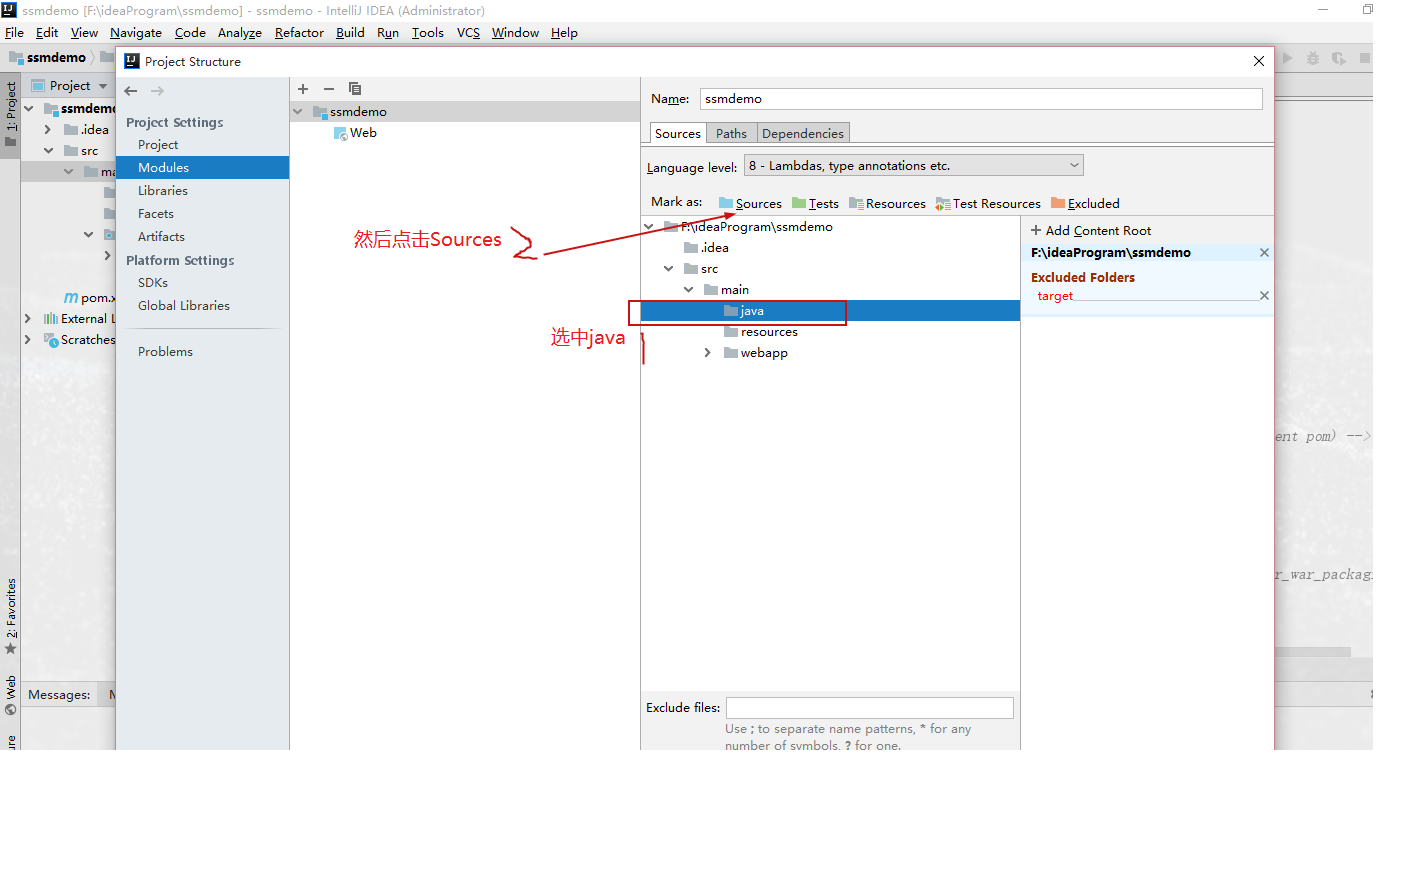 ssmdemo [F:\ideaProgram\ssmdemo] - ssmdemo - IntelliJ IDEA (Administrator)
File Edit View Navigate Code Analyze Refactor Build Run Tools VCS Window Help
ssmdemo
Project Structure
1: Project
Project
ssmdemo
.idea
src
ma
pom.x
External L
Scratches
2: Favorites
Web
ure
Messages:
M
Project Settings
Project
Modules
Libraries
Facets
Artifacts
Platform Settings
SDKs
Global Libraries
Problems
ssmdemo
Web
Name: ssmdemo
Sources Paths Dependencies
Language level: 8 - Lambdas, type annotations etc.
Mark as: Sources Tests Resources Test Resources Excluded
然后点击Sources
选中java
F:\ideaProgram\ssmdemo
.idea
src
main
java
resources
webapp
+ Add Content Root
F:\ideaProgram\ssmdemo
Excluded Folders
target
Exclude files:
Use ; to separate name patterns, * for any
number of symbols, ? for one.
ent pom) -->
r_war_packagi